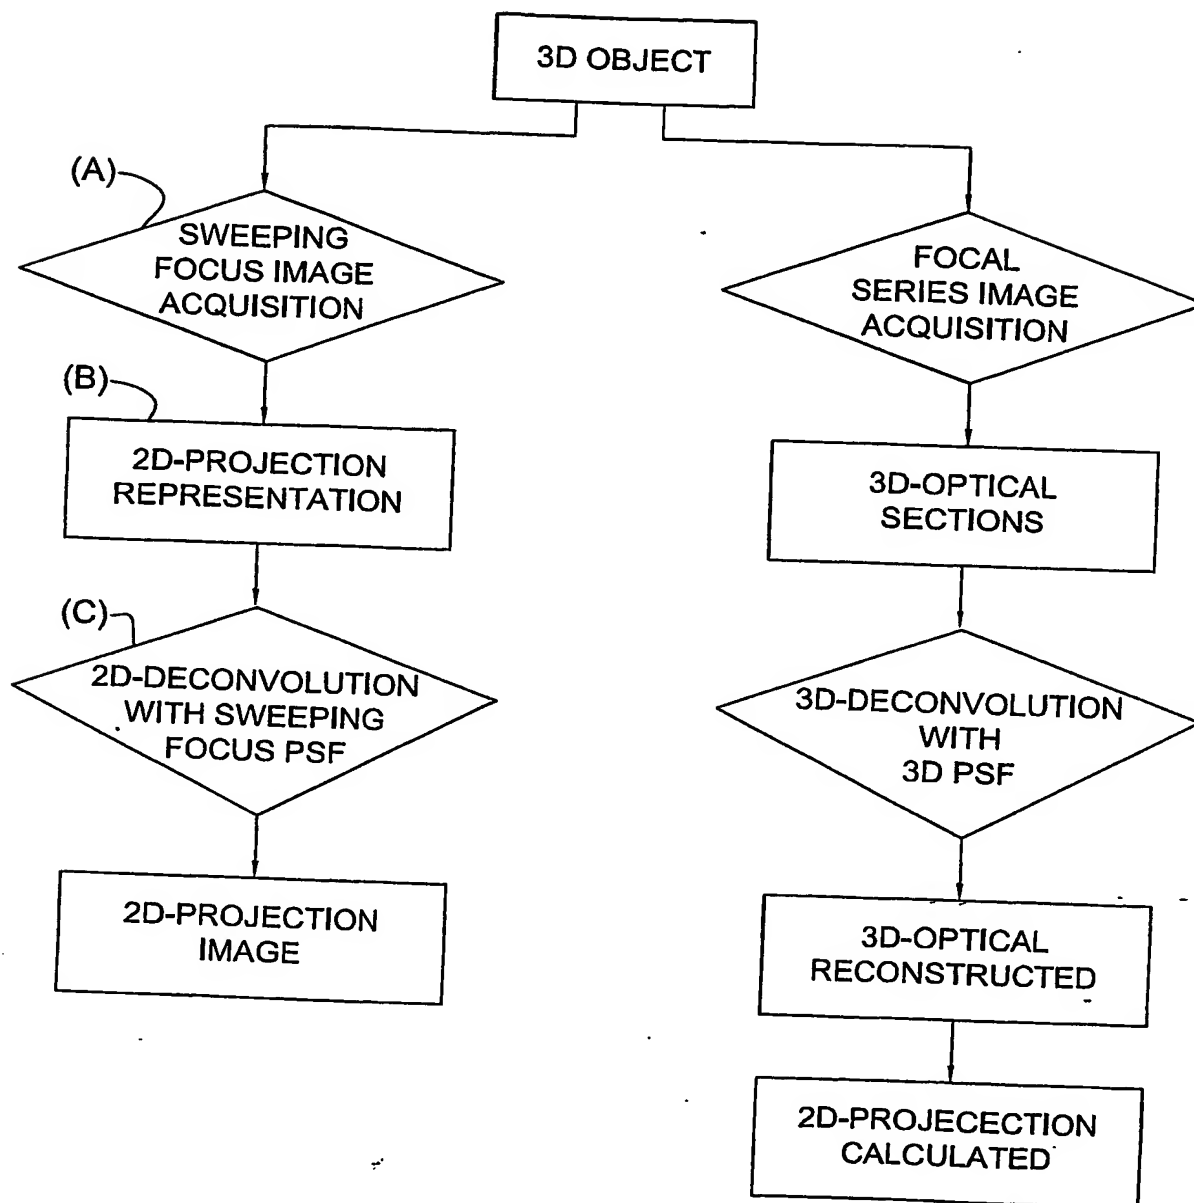 3D OBJECT
(A)
SWEEPING
FOCUS IMAGE
ACQUISITION
(B)
2D-PROJECTION
REPRESENTATION
(C)
2D-DECONVOLUTION
WITH SWEEPING
FOCUS PSF
2D-PROJECTION
IMAGE
FOCAL
SERIES IMAGE
ACQUISITION
3D-OPTICAL
SECTIONS
3D-DECONVOLUTION
WITH
3D PSF
3D-OPTICAL
RECONSTRUCTED
2D-PROJECECTION
CALCULATED